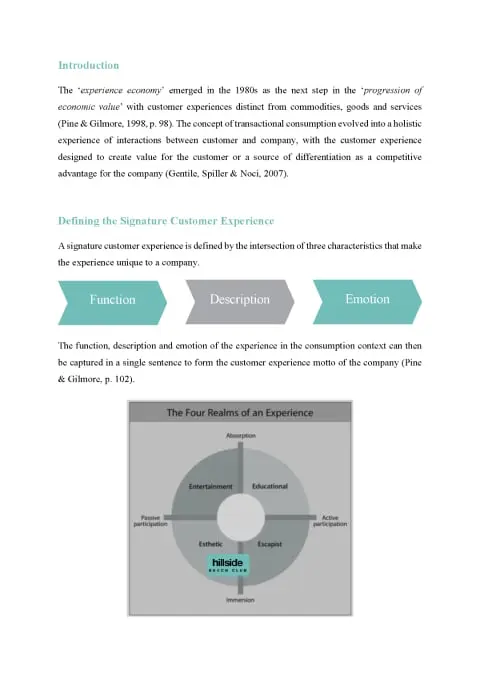 Introduction
The ‘experience economy’ emerged in the 1980s as the next step in the ‘progression of
economic value’ with customer experiences distinct from commodities, goods and services
(Pine & Gilmore, 1998, p. 98). The concept of transactional consumption evolved into a holistic
experience of interactions between customer and company, with the customer experience
designed to create value for the customer or a source of differentiation as a competitive
advantage for the company (Gentile, Spiller & Noci, 2007).
Defining the Signature Customer Experience
A signature customer experience is defined by the intersection of three characteristics that make
the experience unique to a company.
Function
Description
Emotion
The function, description and emotion of the experience in the consumption context can then
be captured in a single sentence to form the customer experience motto of the company (Pine
& Gilmore, p. 102).
The Four Realms of an Experience
Absorption
Entertainment
Educational
Passive
participation
Active
participation
Esthetic
Escapist
hillside
BEACH CLUB
Immersion